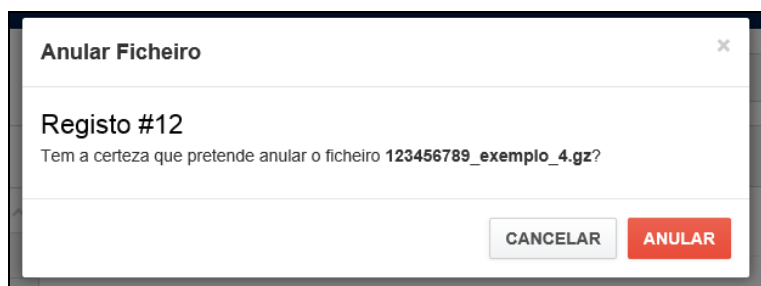 Anular Ficheiro
×
Registo #12
Tem a certeza que pretende anular o ficheiro 123456789_exemplo_4.gz?
CANCELAR ANULAR